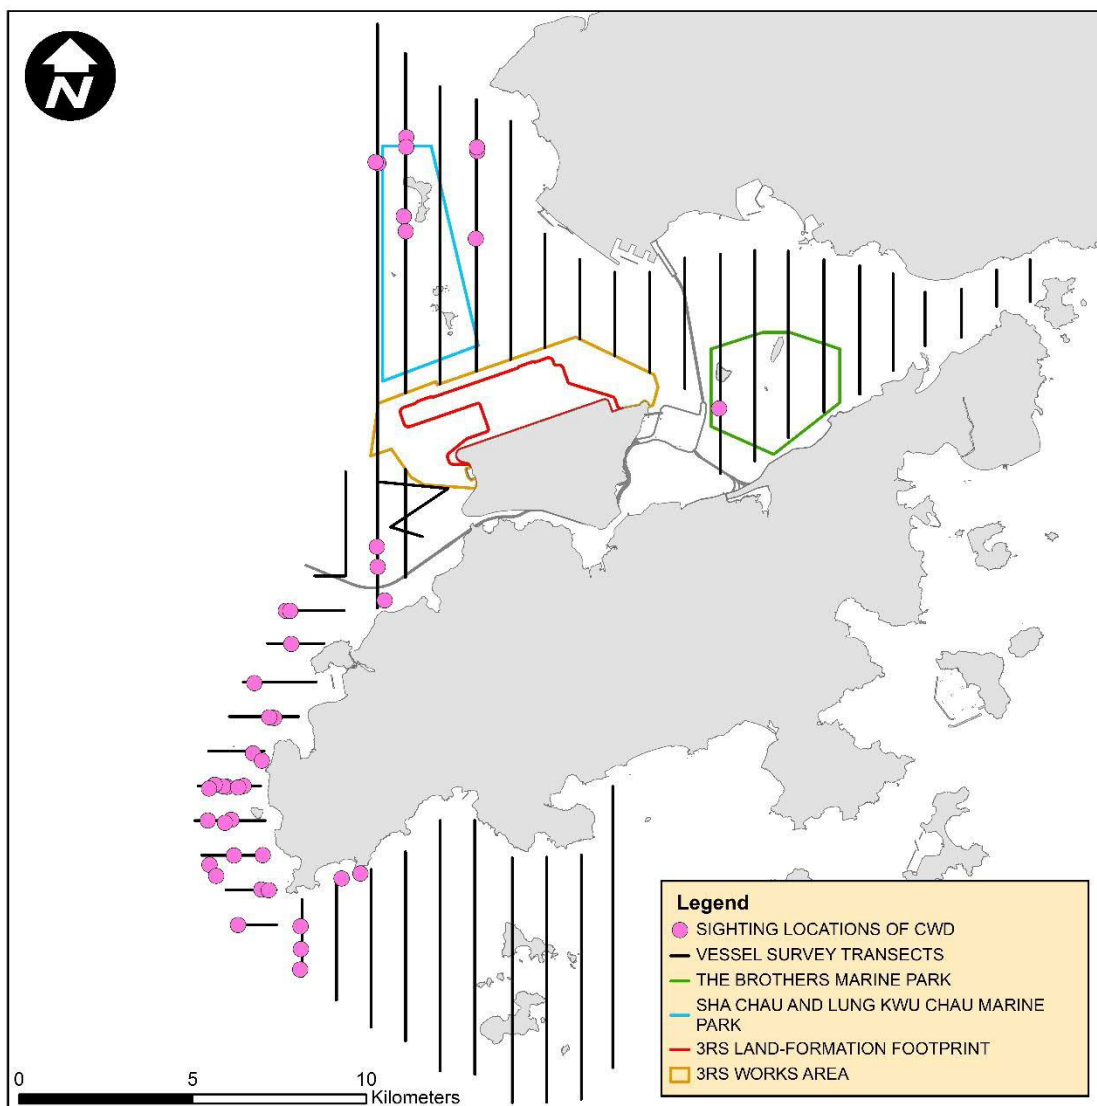 N
Legend
SIGHTING LOCATIONS OF CWD
VESSEL SURVEY TRANSECTS
THE BROTHERS MARINE PARK
SHA CHAU AND LUNG KWU CHAU MARINE
PARK
3RS LAND-FORMATION FOOTPRINT
3RS WORKS AREA
0 5 10
Kilometers